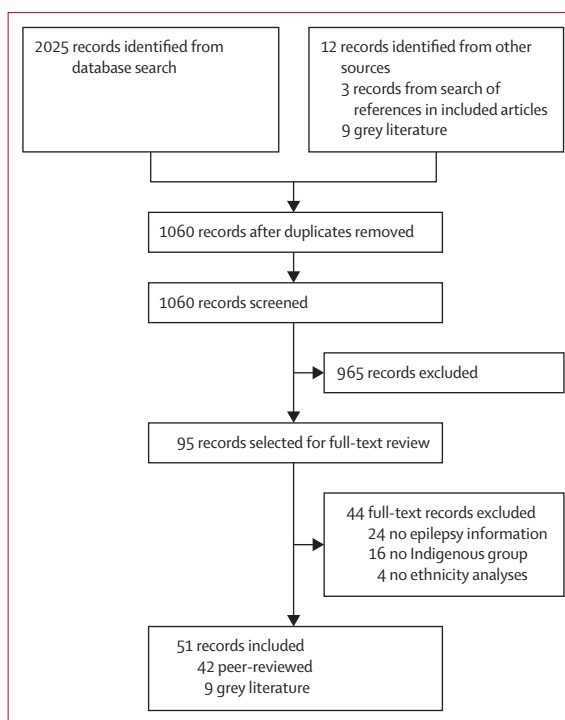 2025 records identified from
database search
12 records identified from other
sources
3 records from search of
references in included articles
9 grey literature
1060 records after duplicates removed
1060 records screened
965 records excluded
95 records selected for full-text review
44 full-text records excluded
24 no epilepsy information
16 no Indigenous group
4 no ethnicity analyses
51 records included
42 peer-reviewed
9 grey literature